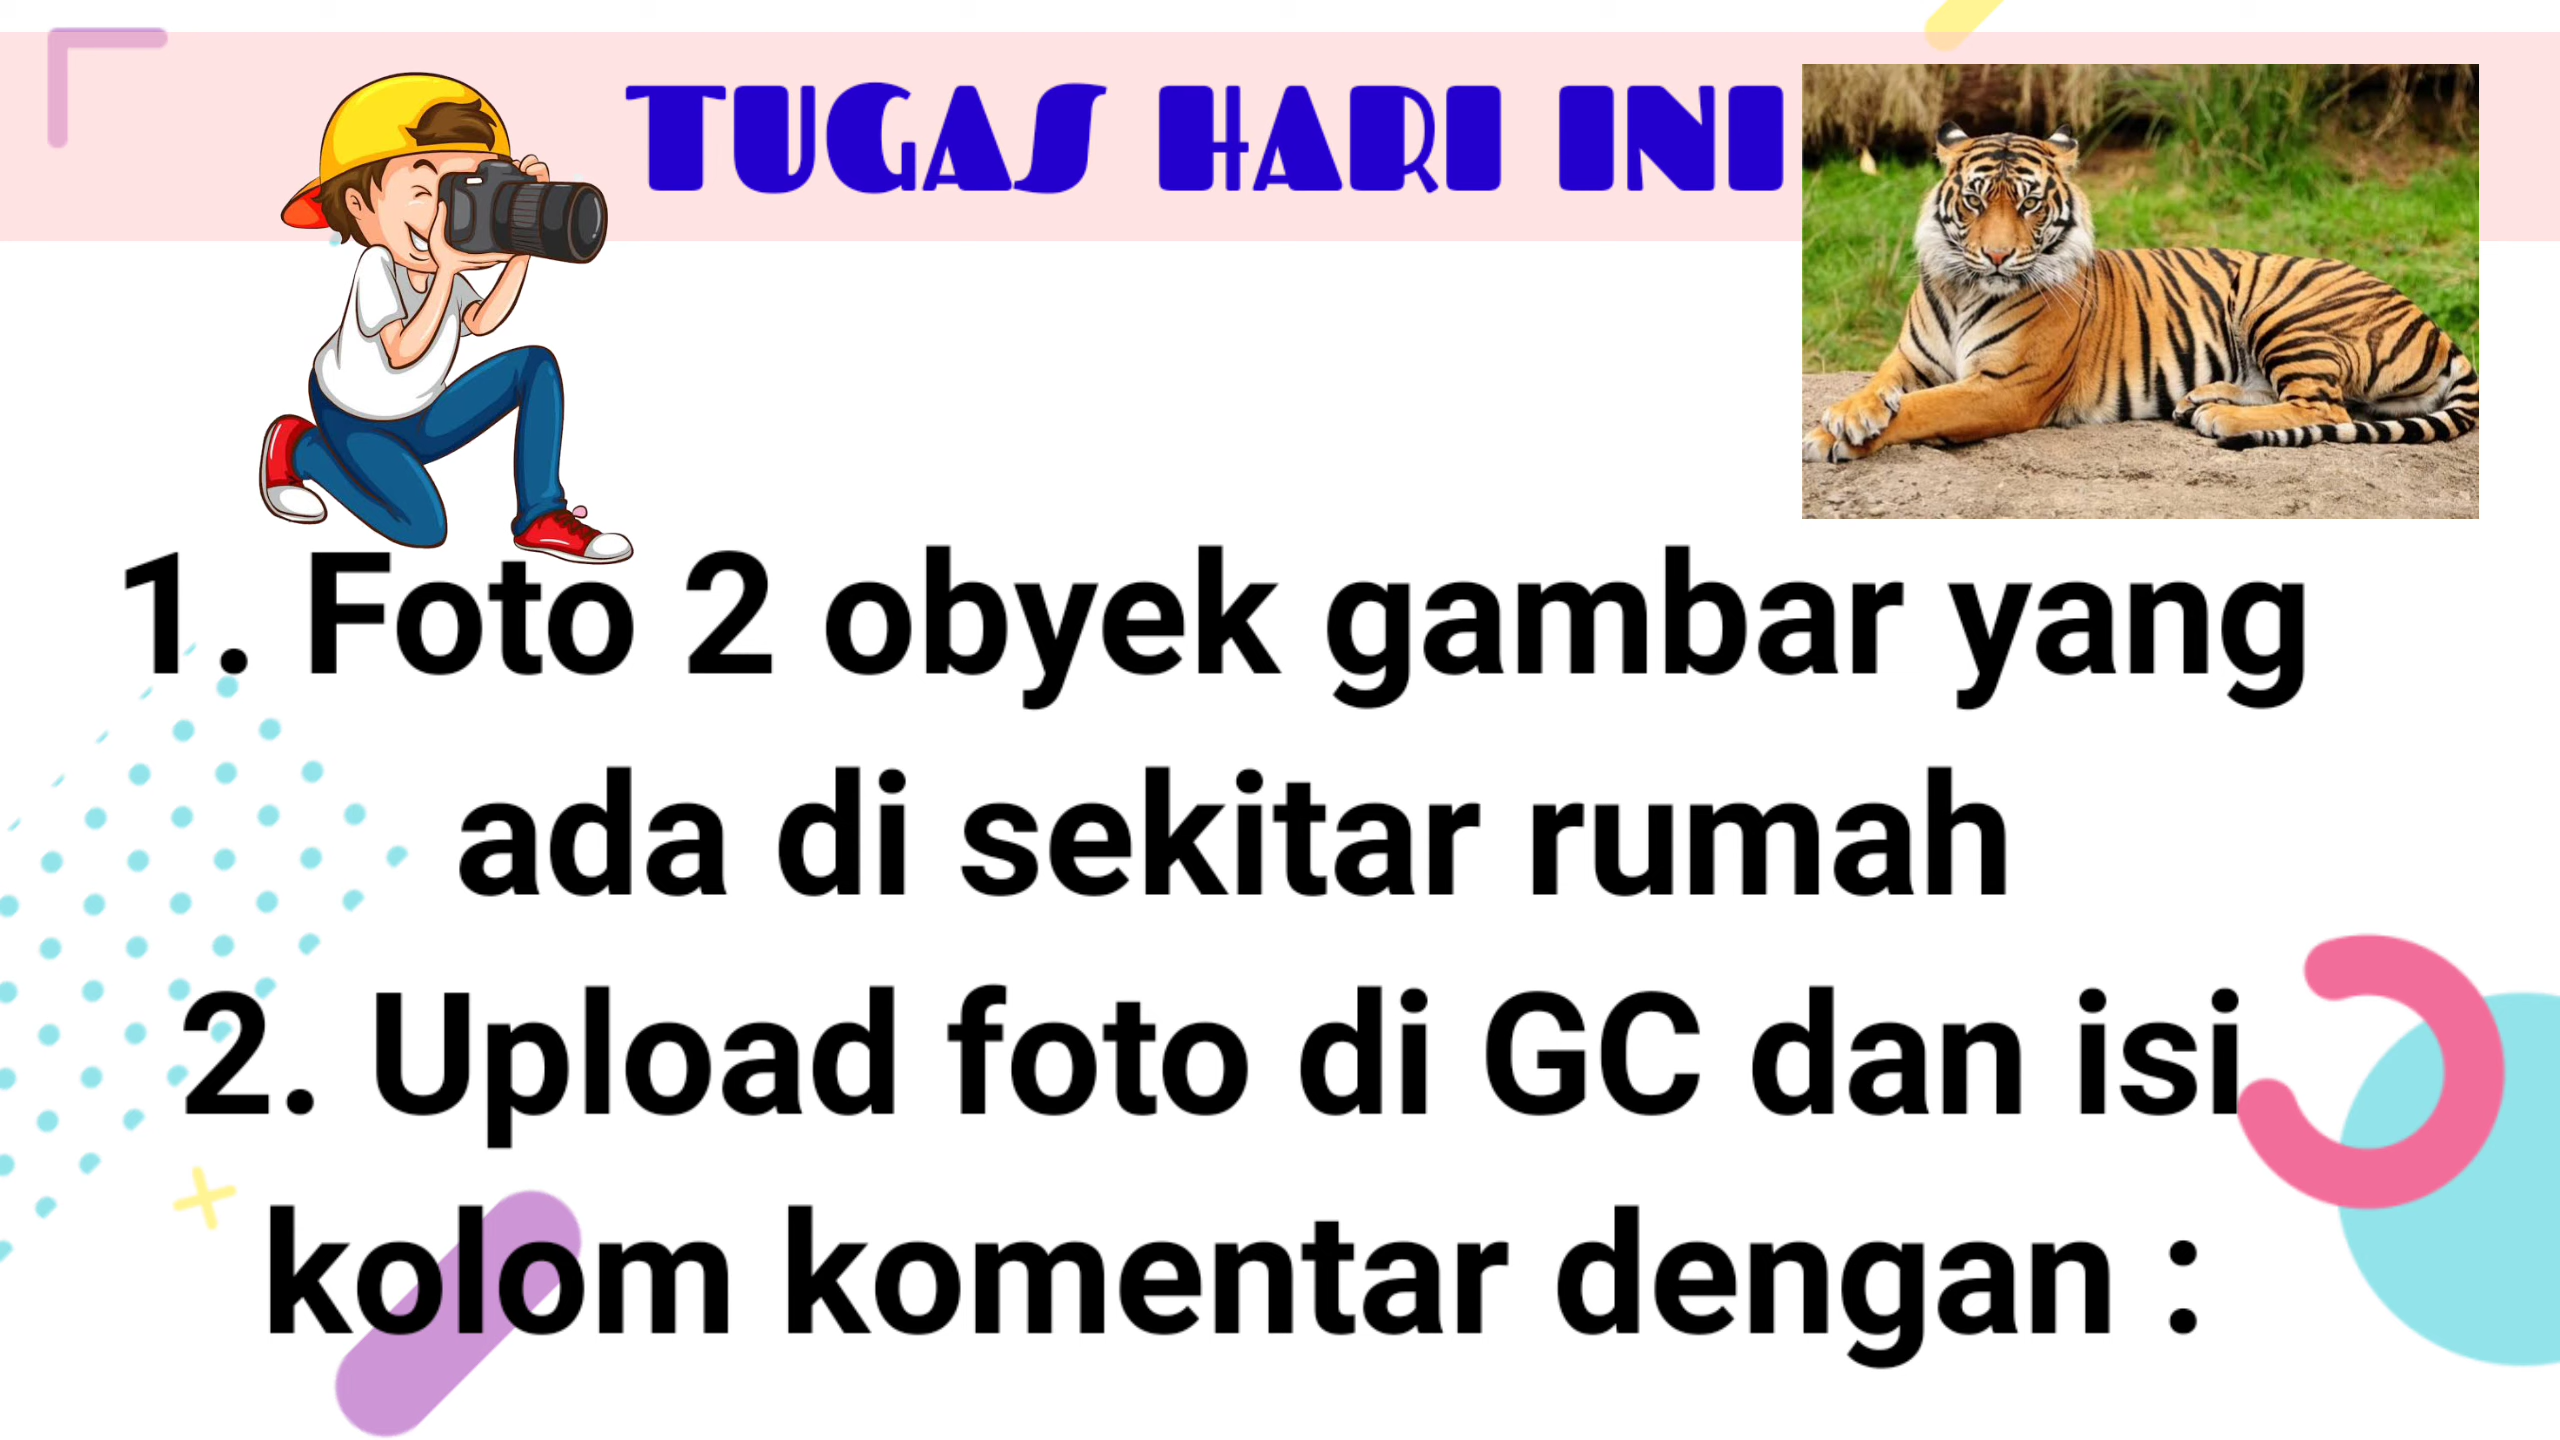 TUGAS HARI INI
1. Foto 2 obyek gambar yang
ada di sekitar rumah
2. Upload foto di GC dan isi
kolom komentar dengan :